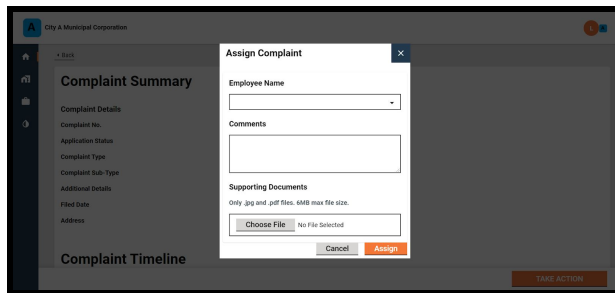 A
City A Municipal Corporation
Back
Complaint Summary
Complaint Details
Complaint No.
Application Status
Complaint Type
Complaint Sub-Type
Additional Details
Filed Date
Address
Complaint Timeline
Assign Complaint
Employee Name
Comments
Supporting Documents
Only .jpg and .pdf files. 6MB max file size.
Choose File No File Selected
Cancel Assign
TAKE ACTION